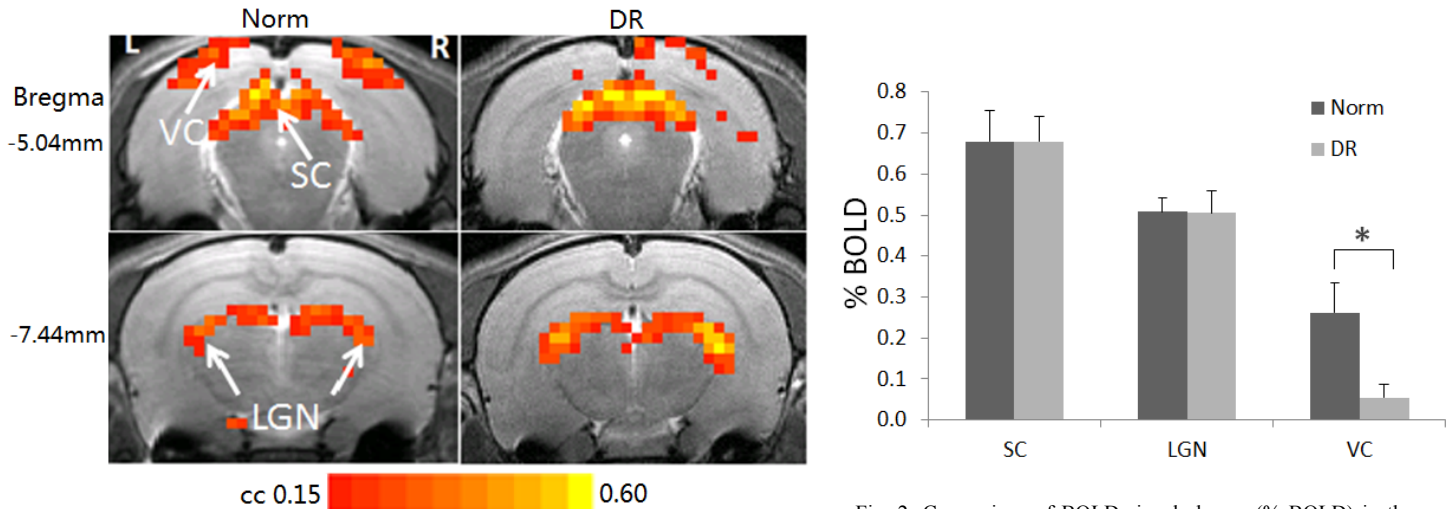 Norm
DR
L
R
Bregma
-5.04mm
VC
SC
-7.44mm
LGN
cc 0.15
0.60
0.8
0.7
0.6
0.5
0.4
0.3
0.2
0.1
0.0
% BOLD
Norm
DR
*
SC
LGN
VC